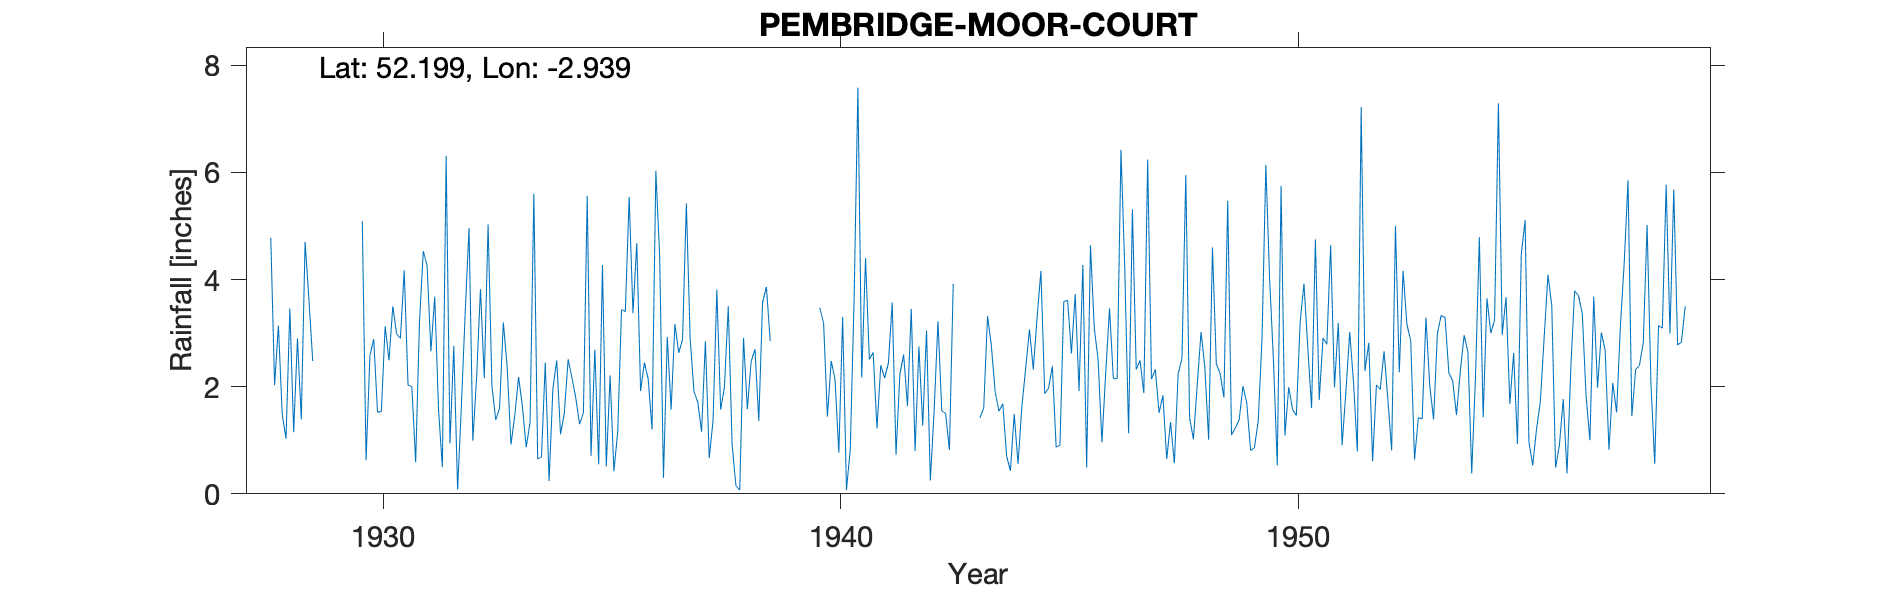 PEMBRIDGE-MOOR-COURT
Lat: 52.199, Lon: -2.939
Rainfall [inches]
8
6
4
2
0
1930 1940 1950
Year